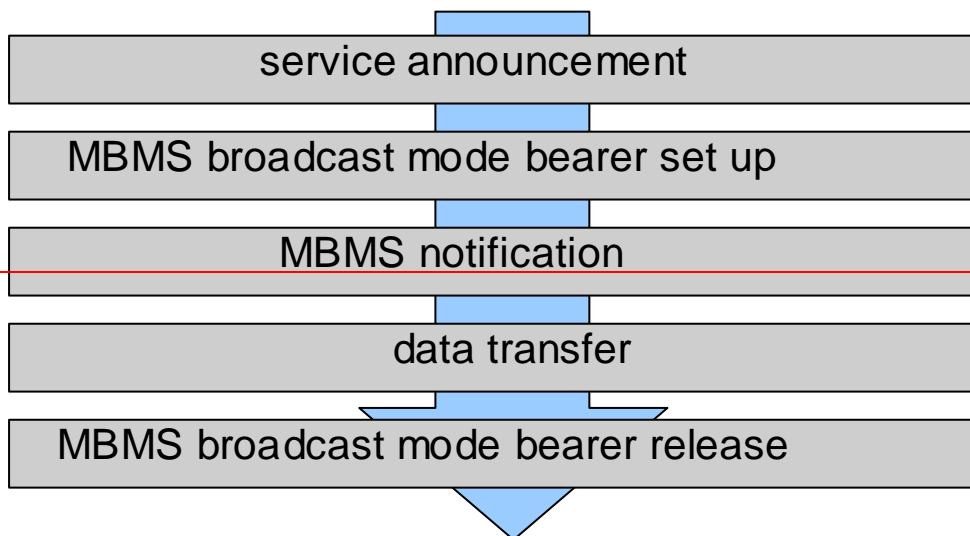 service announcement
MBMS broadcast mode bearer set up
MBMS notification
data transfer
MBMS broadcast mode bearer release